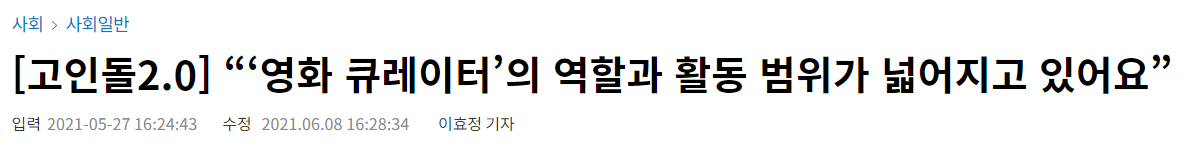 사회 > 사회일반
[고인돌2.0] “‘영화 큐레이터’의 역할과 활동 범위가 넓어지고 있어요”
입력 2021-05-27 16:24:43 수정 2021.06.08 16:28:34 이효정 기자